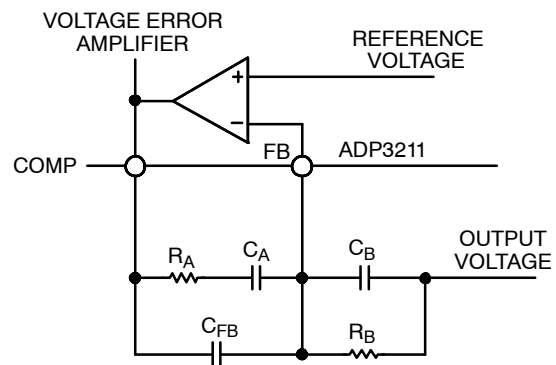 VOLTAGE ERROR
AMPLIFIER
REFERENCE
VOLTAGE
+
−
COMP
FB
ADP3211
RA
CA
CB
OUTPUT
VOLTAGE
CFB
RB